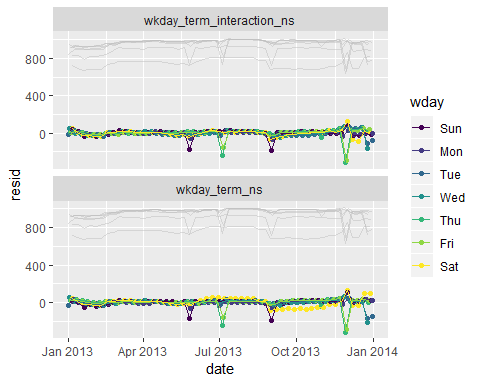 wkday_term_interaction_ns
800
400
0
wkday_term_ns
800
400
0
resid
Jan 2013 Apr 2013 Jul 2013 Oct 2013 Jan 2014
date
wday
Sun
Mon
Tue
Wed
Thu
Fri
Sat